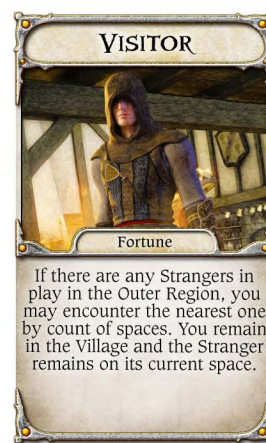 VISITOR
Fortune
If there are any Strangers in
play in the Outer Region, you
may encounter the nearest one
by count of spaces. You remain
in the Village and the Stranger
remains on its current space.